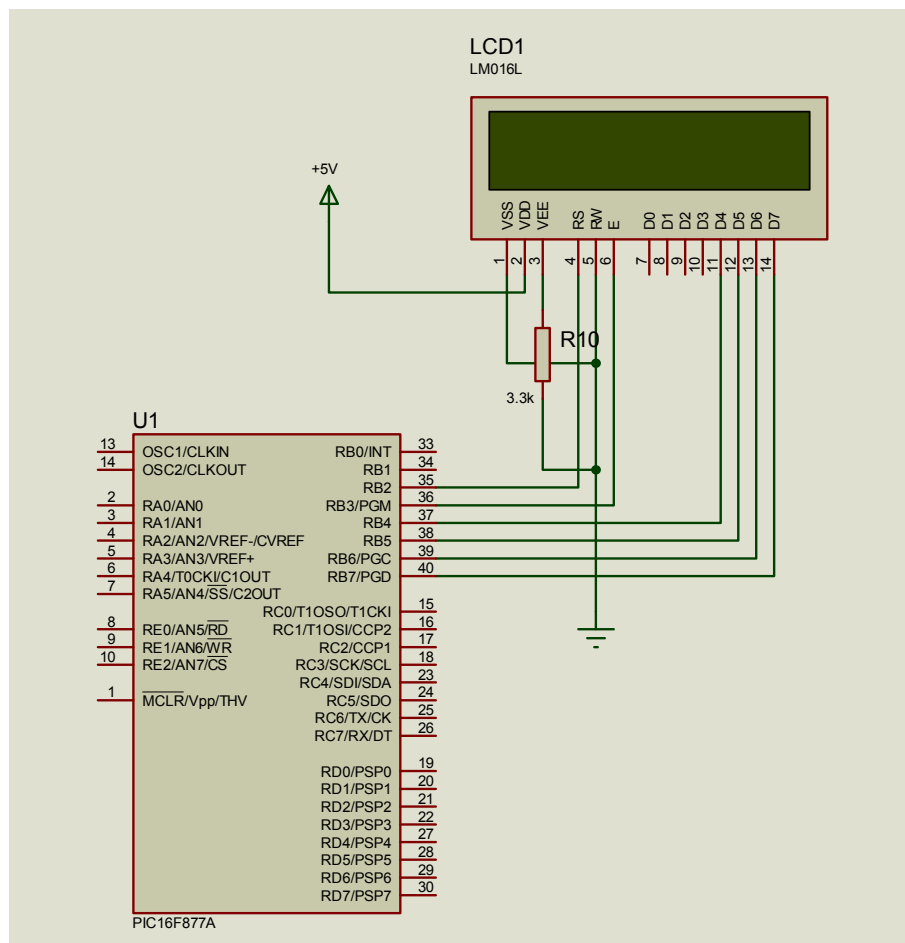 LCD1
LM016L
+5V
VSS
VDD
VEE
RS
RW
E
D0
D1
D2
D3
D4
D5
D6
D7
1
2
3
4
5
6
7
8
9
10
11
12
13
14
R10
3.3k
U1
13 OSC1/CLKIN RB0/INT 33
14 OSC2/CLKOUT RB1 34
RB2 35
2 RA0/AN0 RB3/PGM 36
3 RA1/AN1 RB4 37
4 RA2/AN2/VREF-/CVREF RB5 38
5 RA3/AN3/VREF+ RB6/PGC 39
6 RA4/T0CKI/C1OUT RB7/PGD 40
7 RA5/AN4/SS/C2OUT
RC0/T1OSO/T1CKI 15
8 RE0/AN5/RD RC1/T1OSI/CCP2 16
9 RE1/AN6/WR RC2/CCP1 17
10 RE2/AN7/CS RC3/SCK/SCL 18
RC4/SDI/SDA 23
1 MCLR/Vpp/THV RC5/SDO 24
RC6/TX/CK 25
RC7/RX/DT 26
RD0/PSP0 19
RD1/PSP1 20
RD2/PSP2 21
RD3/PSP3 22
RD4/PSP4 27
RD5/PSP5 28
RD6/PSP6 29
RD7/PSP7 30
PIC16F877A